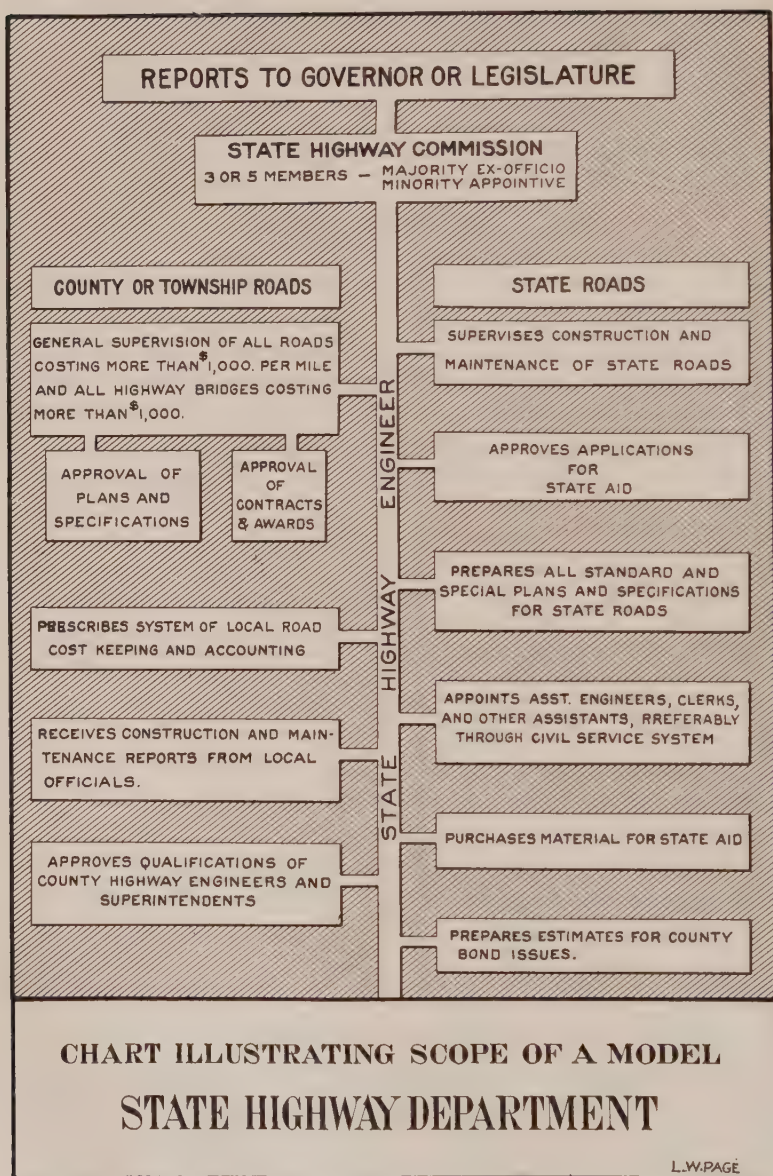 REPORTS TO GOVERNOR OR LEGISLATURE
STATE HIGHWAY COMMISSION
3 OR 5 MEMBERS — MAJORITY EX-OFFICIO
MINORITY APPOINTIVE
COUNTY OR TOWNSHIP ROADS
GENERAL SUPERVISION OF ALL ROADS
COSTING MORE THAN $1,000. PER MILE
AND ALL HIGHWAY BRIDGES COSTING
MORE THAN $1,000.
APPROVAL OF
PLANS AND
SPECIFICATIONS
APPROVAL
OF
CONTRACTS
& AWARDS
PRESCRIBES SYSTEM OF LOCAL ROAD
COST KEEPING AND ACCOUNTING
RECEIVES CONSTRUCTION AND MAIN-
TENANCE REPORTS FROM LOCAL
OFFICIALS.
APPROVES QUALIFICATIONS OF
COUNTY HIGHWAY ENGINEERS AND
SUPERINTENDENTS
STATE HIGHWAY ENGINEER
STATE ROADS
SUPERVISES CONSTRUCTION AND
MAINTENANCE OF STATE ROADS
APPROVES APPLICATIONS
FOR
STATE AID
PREPARES ALL STANDARD AND
SPECIAL PLANS AND SPECIFICATIONS
FOR STATE ROADS
APPOINTS ASST. ENGINEERS, CLERKS,
AND OTHER ASSISTANTS, RREFERABLY
THROUGH CIVIL SERVICE SYSTEM
PURCHASES MATERIAL FOR STATE AID
PREPARES ESTIMATES FOR COUNTY
BOND ISSUES.
CHART ILLUSTRATING SCOPE OF A MODEL
STATE HIGHWAY DEPARTMENT
L.W.PAGE